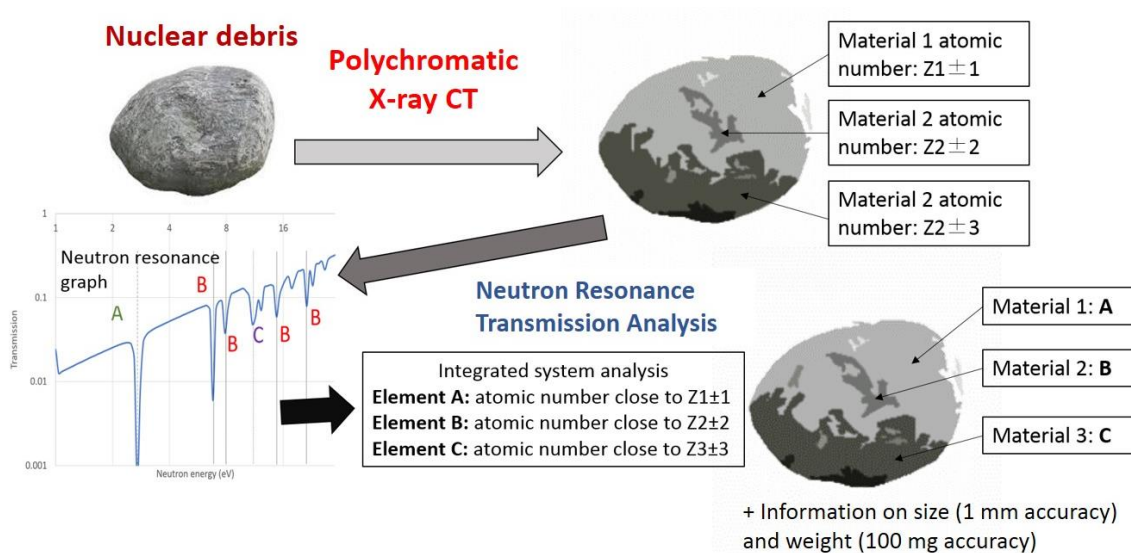 Nuclear debris
Polychromatic
X-ray CT
Material 1 atomic
number: Z1±1
Material 2 atomic
number: Z2±2
Material 2 atomic
number: Z2±3
1
1
2
4
8
16
Neutron resonance
graph
A
B
B
C
B
B
0.1
0.01
0.001
Transmission
Neutron energy (eV)
Neutron Resonance
Transmission Analysis
Integrated system analysis
Element A: atomic number close to Z1±1
Element B: atomic number close to Z2±2
Element C: atomic number close to Z3±3
Material 1: A
Material 2: B
Material 3: C
+ Information on size (1 mm accuracy)
and weight (100 mg accuracy)